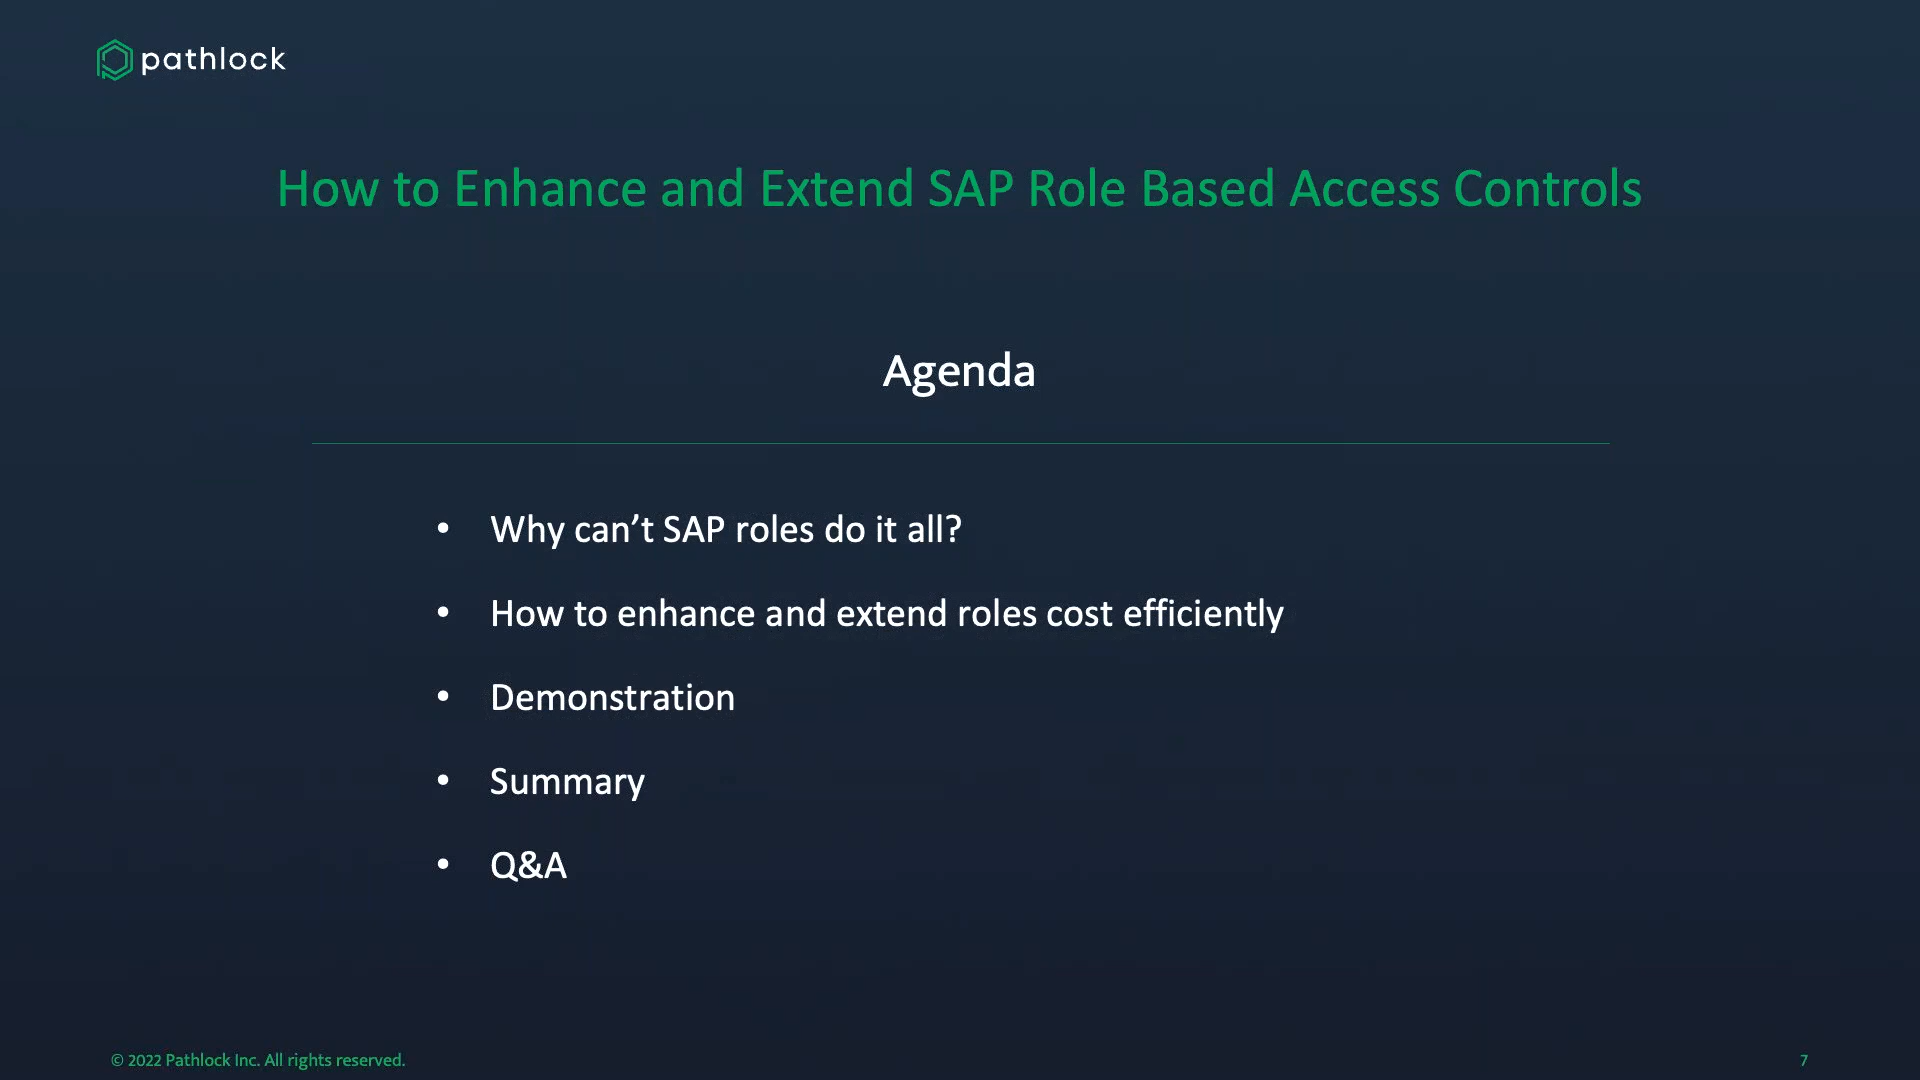 pathlock
How to Enhance and Extend SAP Role Based Access Controls
Agenda
• Why can’t SAP roles do it all?
• How to enhance and extend roles cost efficiently
• Demonstration
• Summary
• Q&A
© 2022 Pathlock Inc. All rights reserved.
7